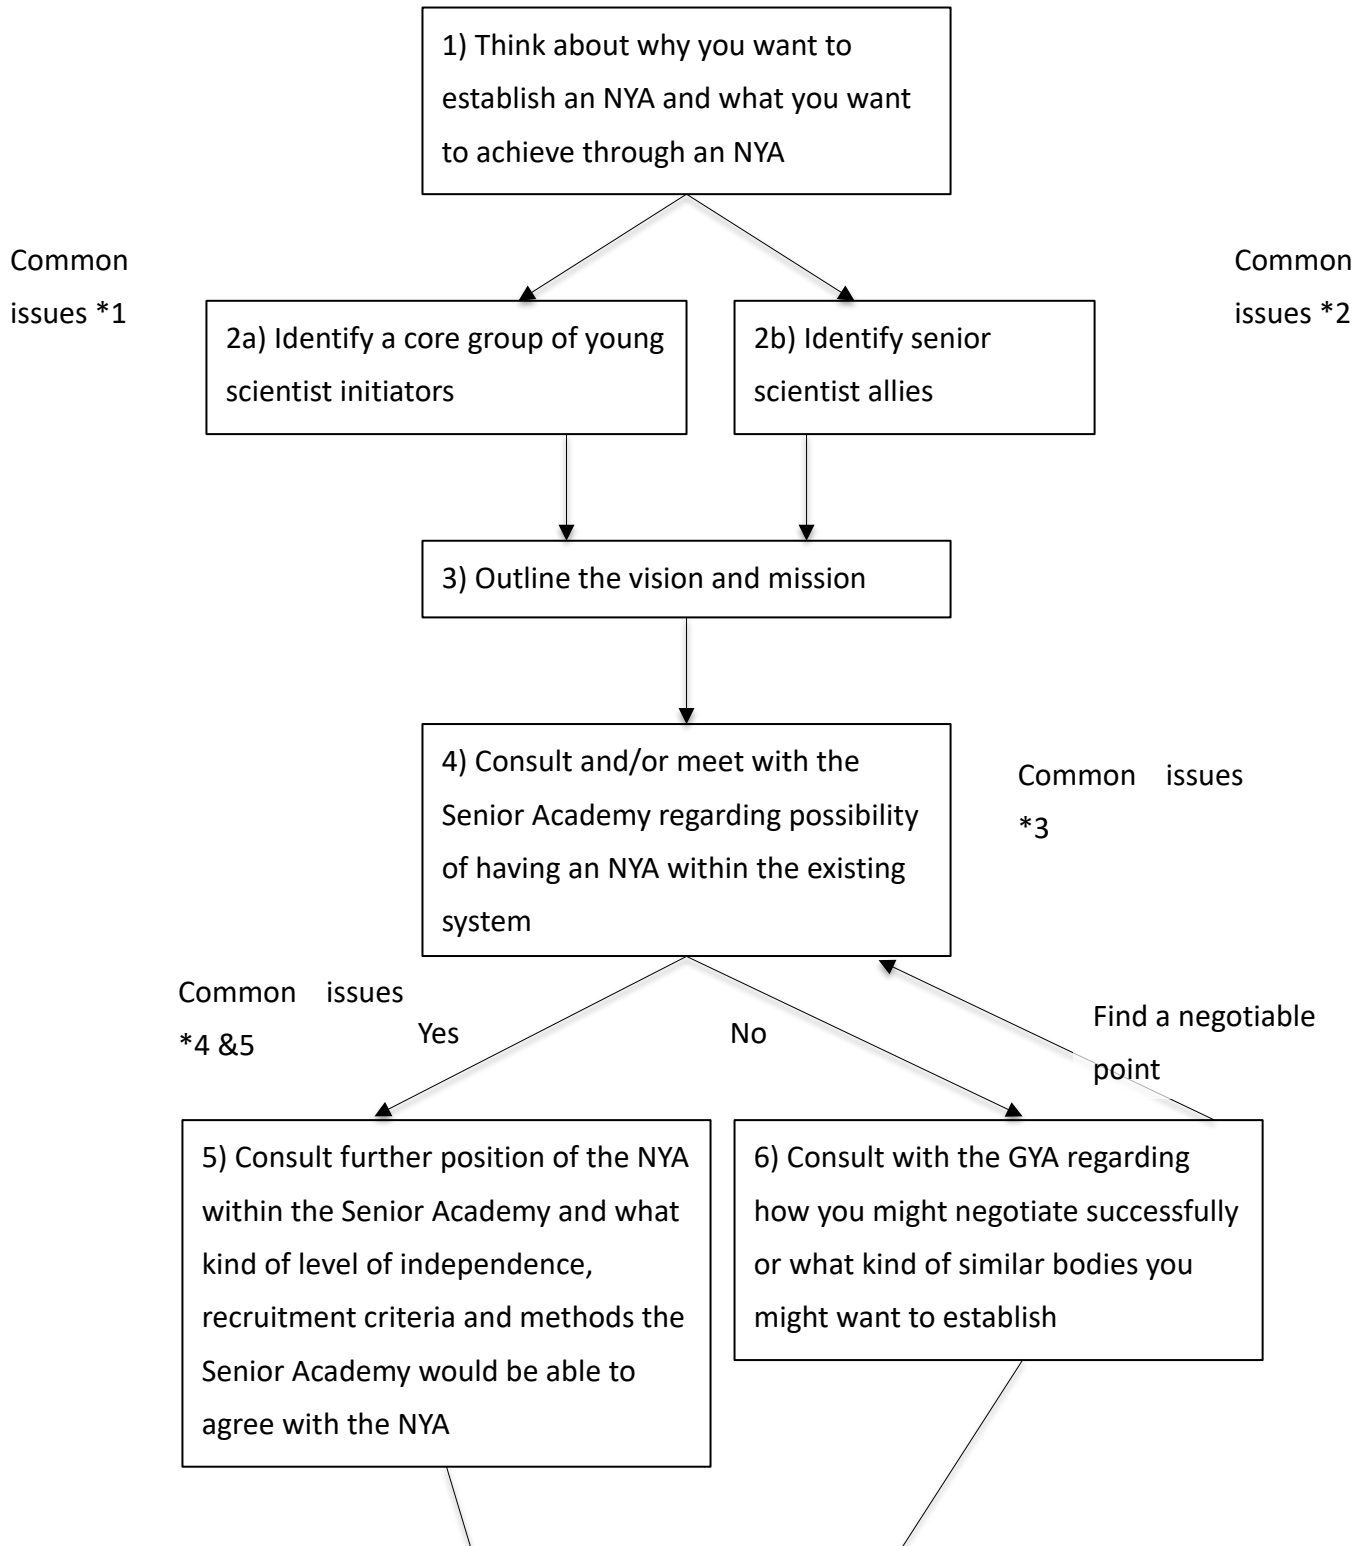 1) Think about why you want to
establish an NYA and what you want
to achieve through an NYA
Common
issues *1
Common
issues *2
2a) Identify a core group of young
scientist initiators
2b) Identify senior
scientist allies
3) Outline the vision and mission
4) Consult and/or meet with the
Senior Academy regarding possibility
of having an NYA within the existing
system
Common issues
*3
Common issues
*4 &5
Yes
No
Find a negotiable
point
5) Consult further position of the NYA
within the Senior Academy and what
kind of level of independence,
recruitment criteria and methods the
Senior Academy would be able to
agree with the NYA
6) Consult with the GYA regarding
how you might negotiate successfully
or what kind of similar bodies you
might want to establish